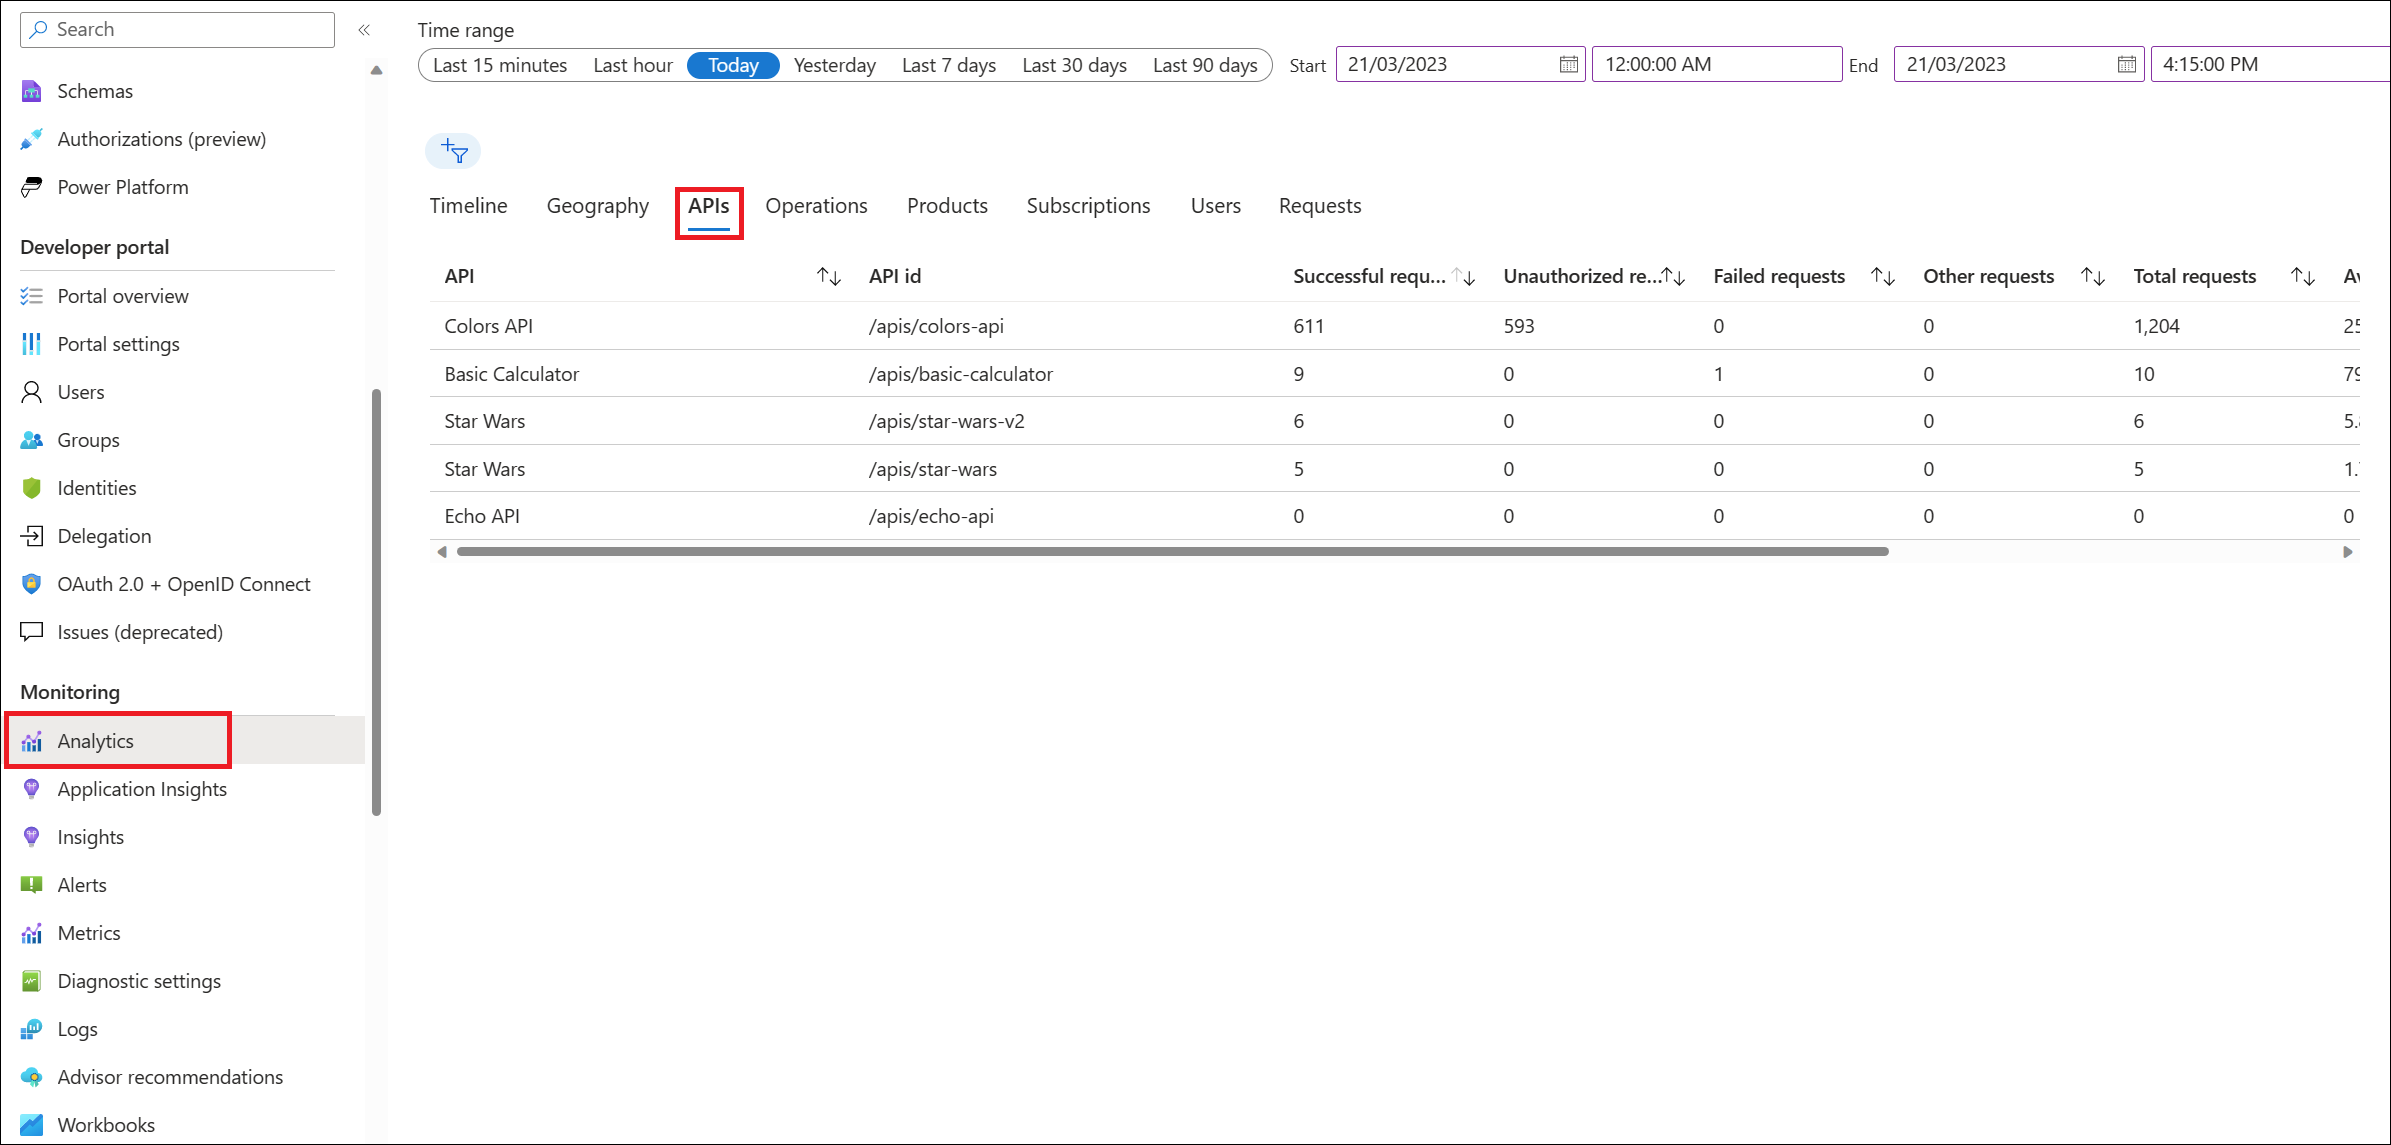 Search
Schemas
Authorizations (preview)
Power Platform
Developer portal
Portal overview
Portal settings
Users
Groups
Identities
Delegation
OAuth 2.0 + OpenID Connect
Issues (deprecated)
Monitoring
Analytics
Application Insights
Insights
Alerts
Metrics
Diagnostic settings
Logs
Advisor recommendations
Workbooks
Time range
Last 15 minutes Last hour Today Yesterday Last 7 days Last 30 days Last 90 days Start 21/03/2023 12:00:00 AM End 21/03/2023 4:15:00 PM
Timeline Geography APIs Operations Products Subscriptions Users Requests
API API id Successful requ... Unauthorized re... Failed requests Other requests Total requests
Colors API /apis/colors-api 611 593 0 0 1,204 25
Basic Calculator /apis/basic-calculator 9 0 1 0 10 79
Star Wars /apis/star-wars-v2 6 0 0 0 6 5.
Star Wars /apis/star-wars 5 0 0 0 5 1.
Echo API /apis/echo-api 0 0 0 0 0 0